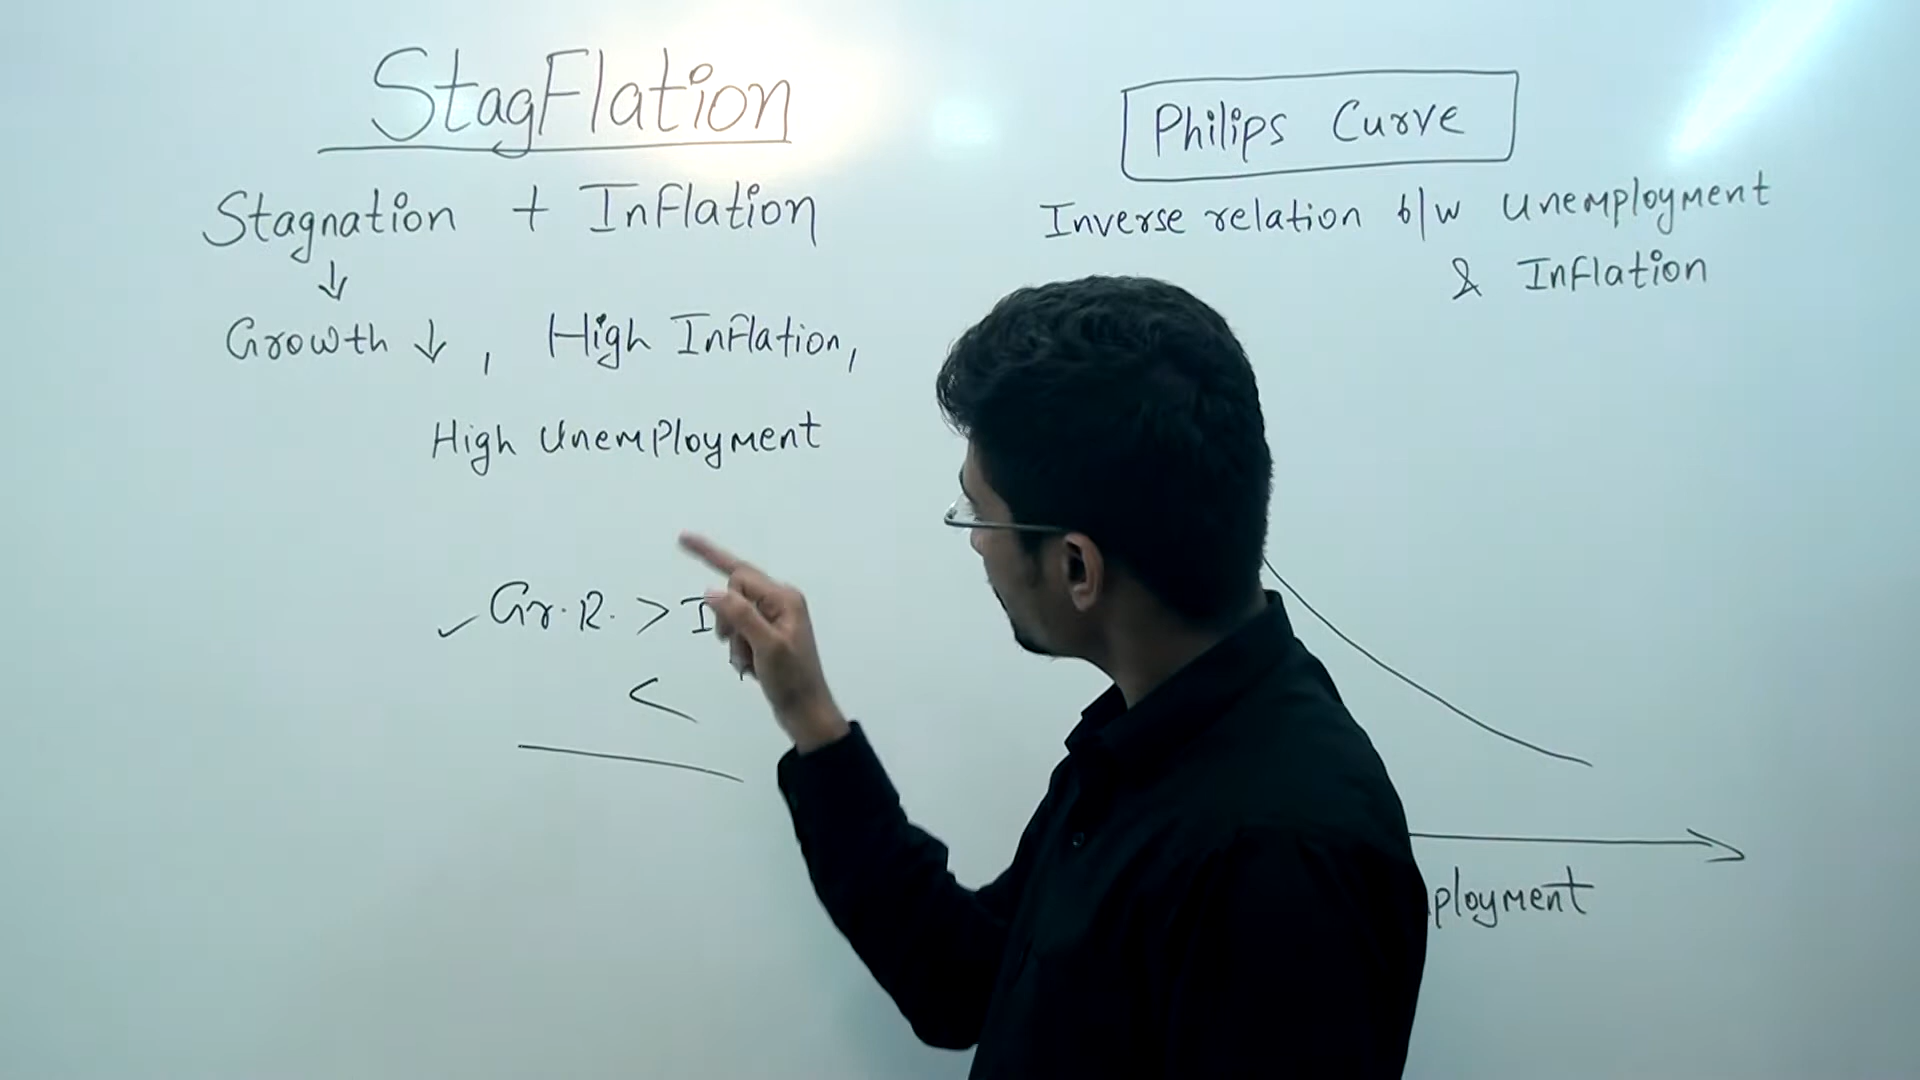 StagFlation
Stagnation + Inflation
↓
Growth ↓, High Inflation,
High Unemployment
✓ Gr. R. > I
<
Philips Curve
Inverse relation b/w Unemployment
& Inflation
ployment